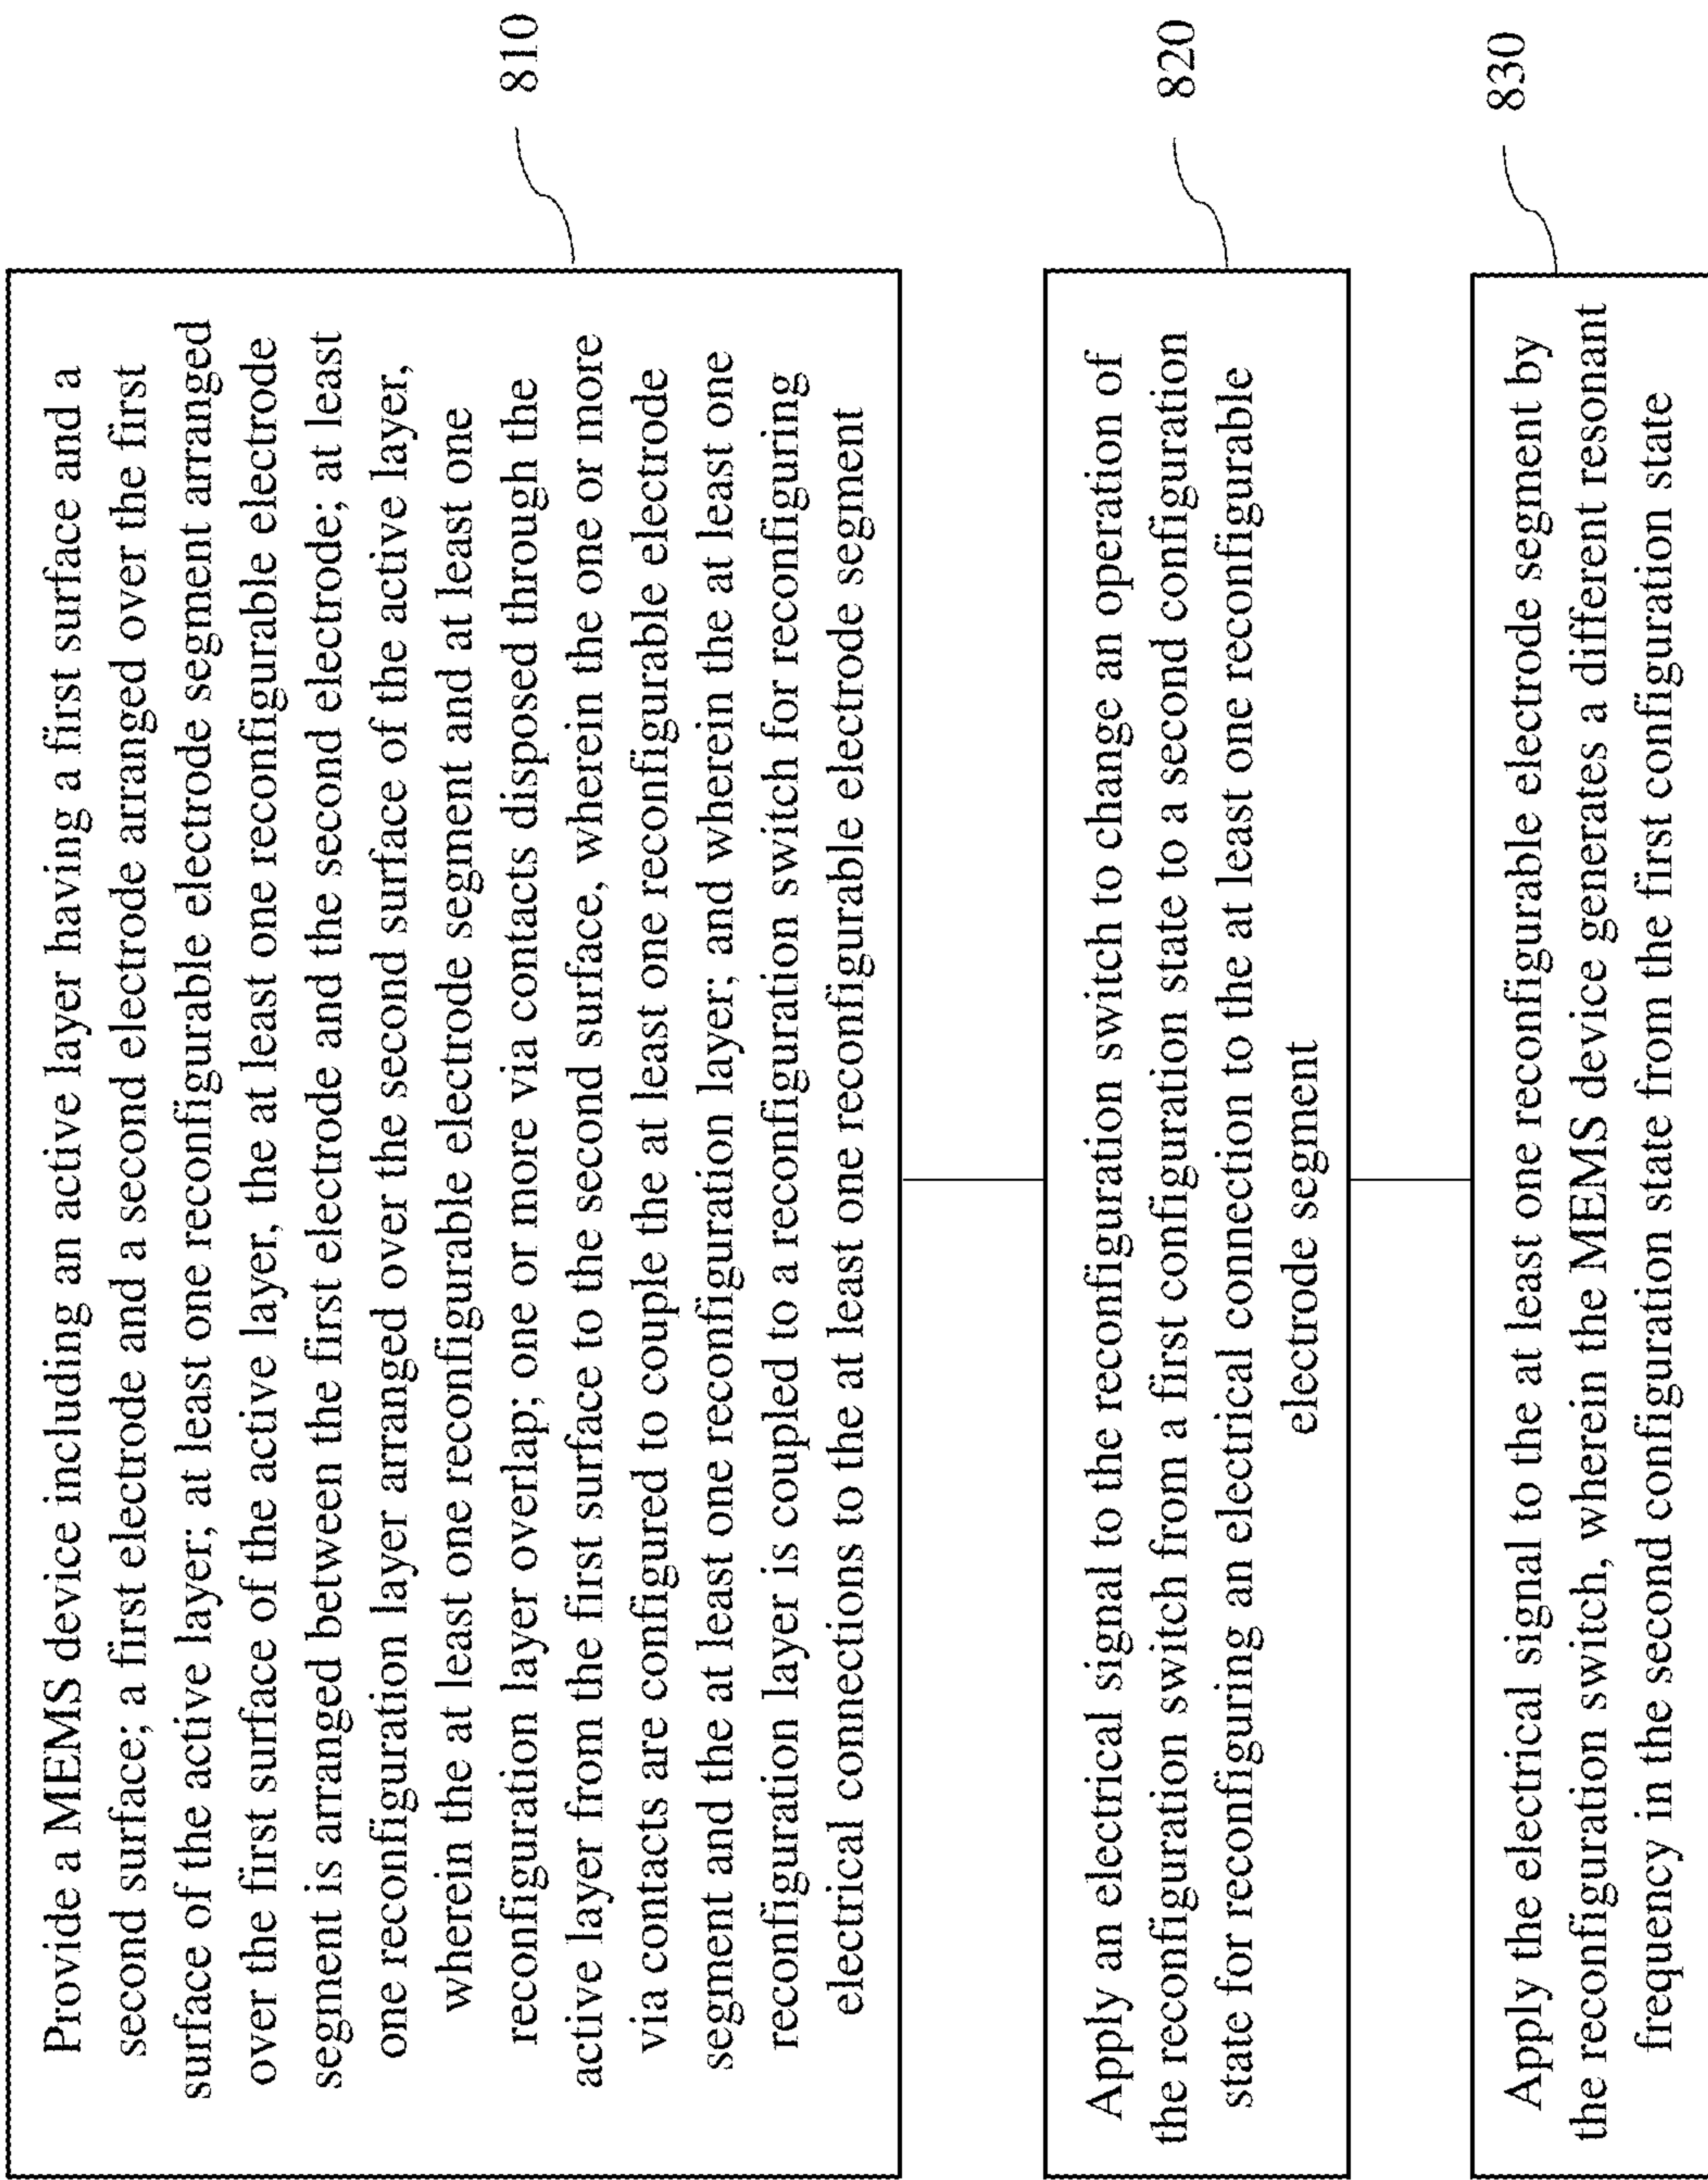 Provide a MEMS device including an active layer having a first surface and a
second surface; a first electrode and a second electrode arranged over the first
surface of the active layer; at least one reconfigurable electrode segment arranged
over the first surface of the active layer, the at least one reconfigurable electrode
segment is arranged between the first electrode and the second electrode; at least
one reconfiguration layer arranged over the second surface of the active layer,
wherein the at least one reconfigurable electrode segment and at least one
reconfiguration layer overlap; one or more via contacts disposed through the
active layer from the first surface to the second surface, wherein the one or more
via contacts are configured to couple the at least one reconfigurable electrode
segment and the at least one reconfiguration layer; and wherein the at least one
reconfiguration layer is coupled to a reconfiguration switch for reconfiguring
electrical connections to the at least one reconfigurable electrode segment
810
Apply an electrical signal to the reconfiguration switch to change an operation of
the reconfiguration switch from a first configuration state to a second configuration
state for reconfiguring an electrical connection to the at least one reconfigurable
electrode segment
820
Apply the electrical signal to the at least one reconfigurable electrode segment by
the reconfiguration switch, wherein the MEMS device generates a different resonant
frequency in the second configuration state from the first configuration state
830